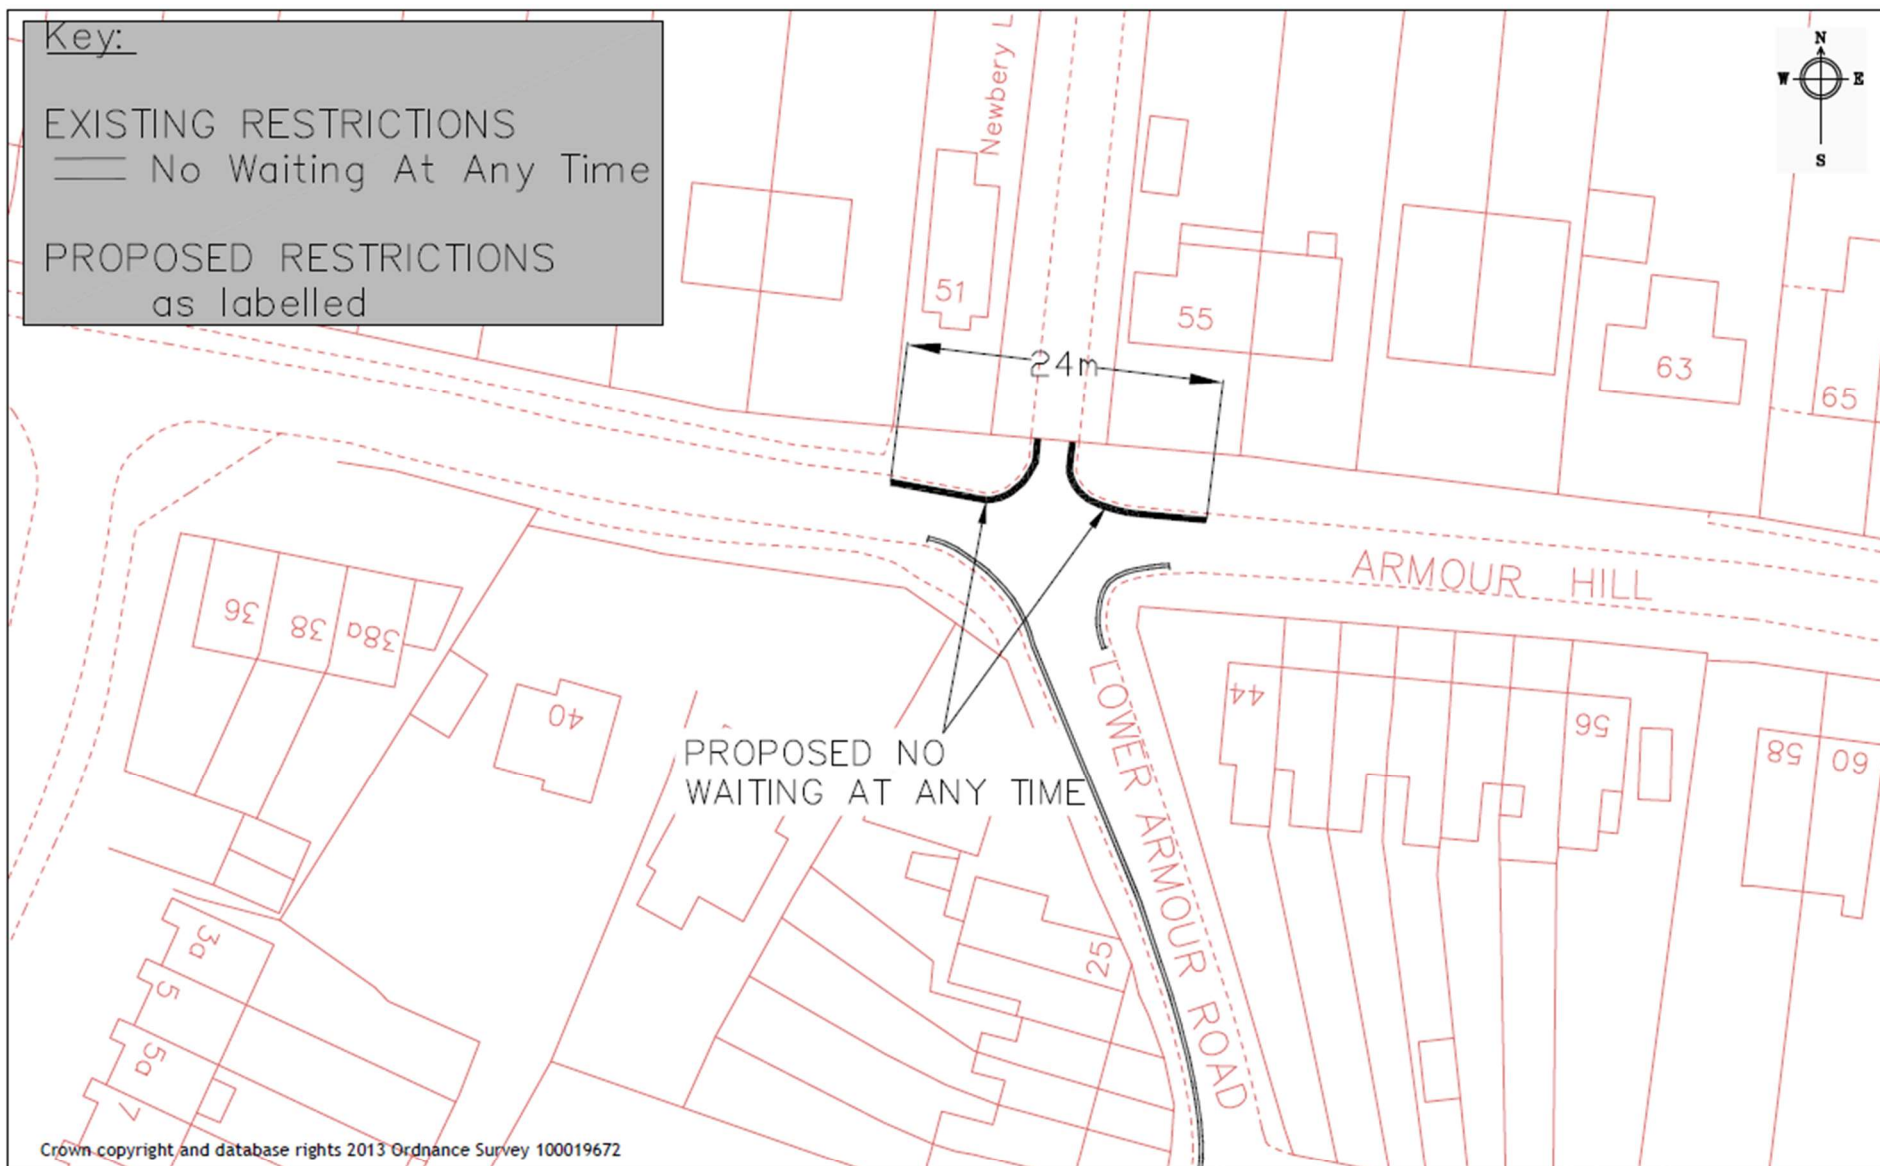 Key:
EXISTING RESTRICTIONS
No Waiting At Any Time
PROPOSED RESTRICTIONS
as labelled
N
W E
S
Newbery L
51
55
24m
63
65
ARMOUR HILL
36
38
38a
40
44
56
58
60
PROPOSED NO
WAITING AT ANY TIME
LOWER ARMOUR ROAD
25
3a
5
5a
7
Crown copyright and database rights 2013 Ordnance Survey 100019672